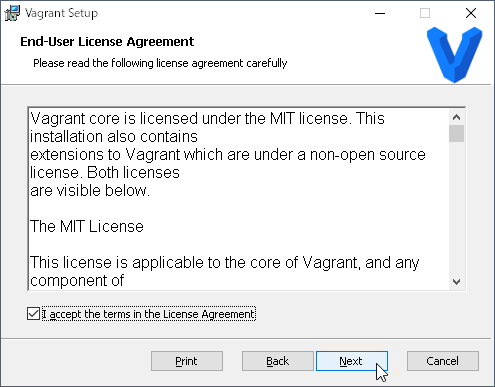 Vagrant Setup
End-User License Agreement
Please read the following license agreement carefully
Vagrant core is licensed under the MIT license. This
installation also contains
extensions to Vagrant which are under a non-open source
license. Both licenses
are visible below.
The MIT License
This license is applicable to the core of Vagrant, and any
component of
I accept the terms in the License Agreement
Print
Back
Next
Cancel